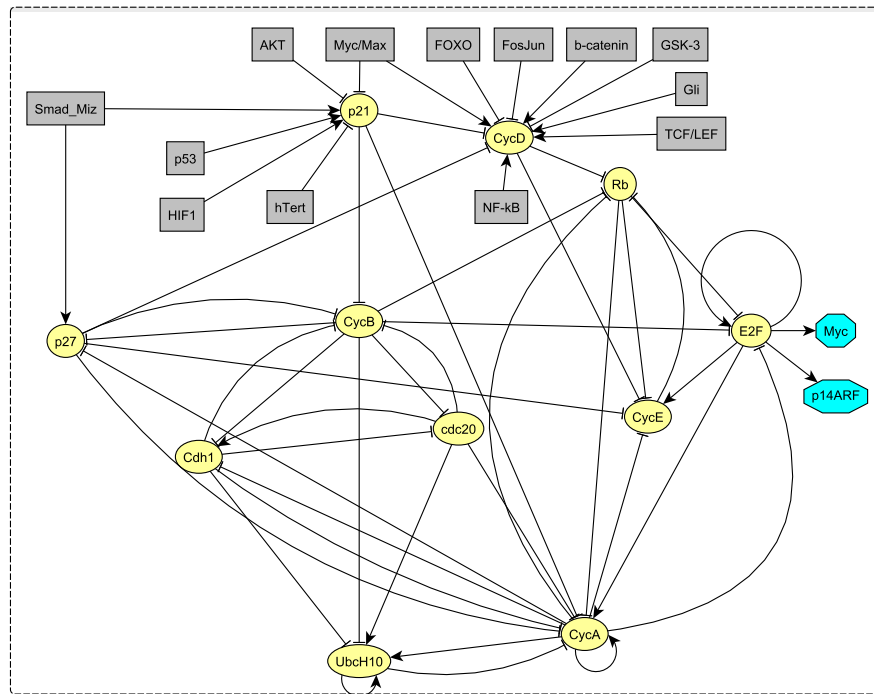 AKT
Myc/Max
FOXO
FosJun
b-catenin
GSK-3
Gli
Smad_Miz
p21
CycD
TCF/LEF
p53
Rb
HIF1
hTert
NF-kB
CycB
E2F
Myc
p27
p14ARF
CycE
cdc20
Cdh1
CycA
UbcH10